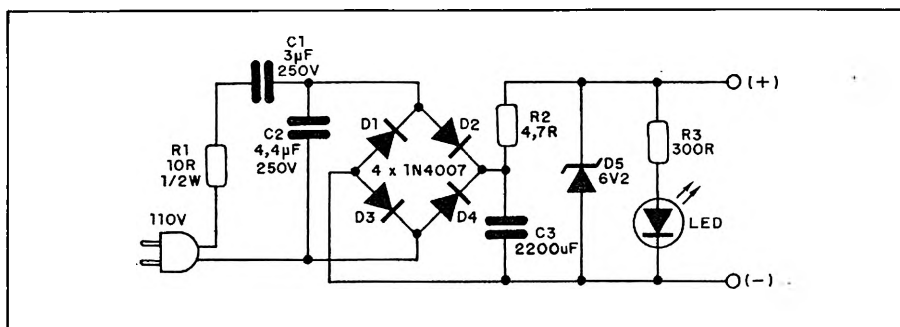 C1
3µF
250V
C2
4,4µF
250V
R1
10R
1/2W
110V
D1
D2
4 x 1N4007
D3
D4
R2
4,7R
C3
2200uF
D5
6V2
R3
300R
LED
(+)
(-)